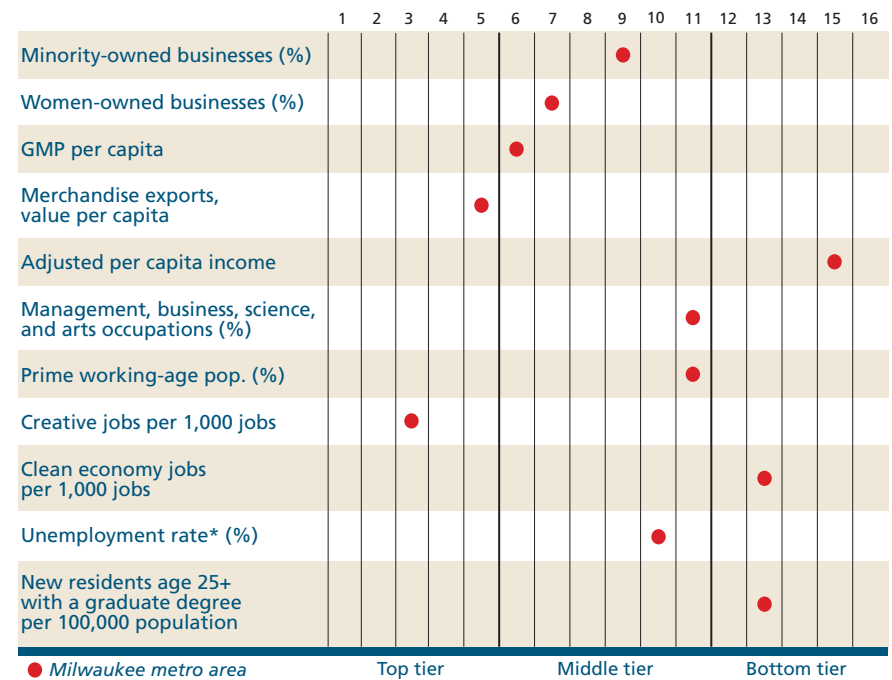 1 2 3 4 5 6 7 8 9 10 11 12 13 14 15 16
Minority-owned businesses (%)
Women-owned businesses (%)
GMP per capita
Merchandise exports,
value per capita
Adjusted per capita income
Management, business, science,
and arts occupations (%)
Prime working-age pop. (%)
Creative jobs per 1,000 jobs
Clean economy jobs
per 1,000 jobs
Unemployment rate* (%)
New residents age 25+
with a graduate degree
per 100,000 population
Milwaukee metro area Top tier Middle tier Bottom tier